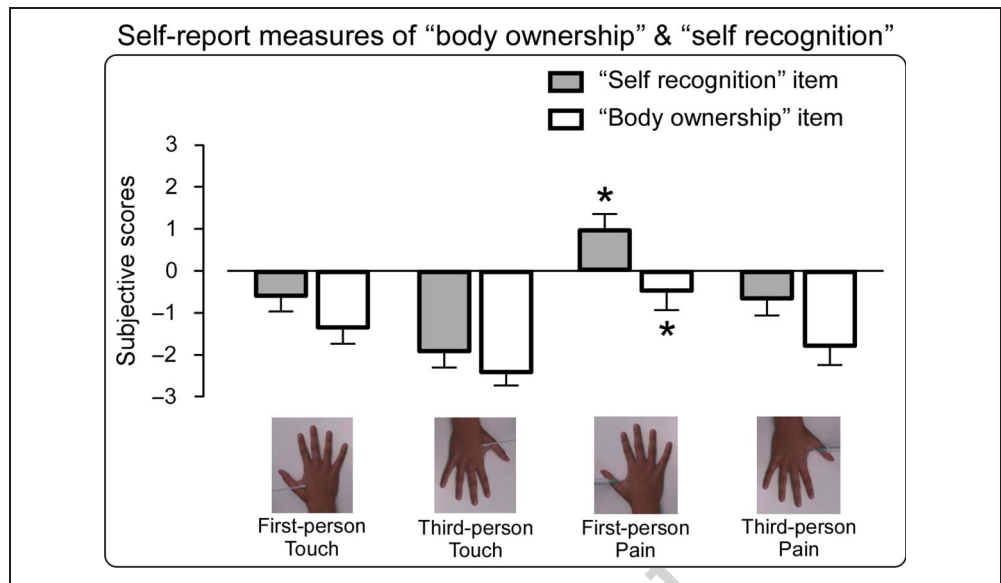 Self-report measures of “body ownership” & “self recognition”
“Self recognition” item
“Body ownership” item
Subjective scores
3
2
1
0
−1
−2
−3
*
*
First-person
Touch
Third-person
Touch
First-person
Pain
Third-person
Pain